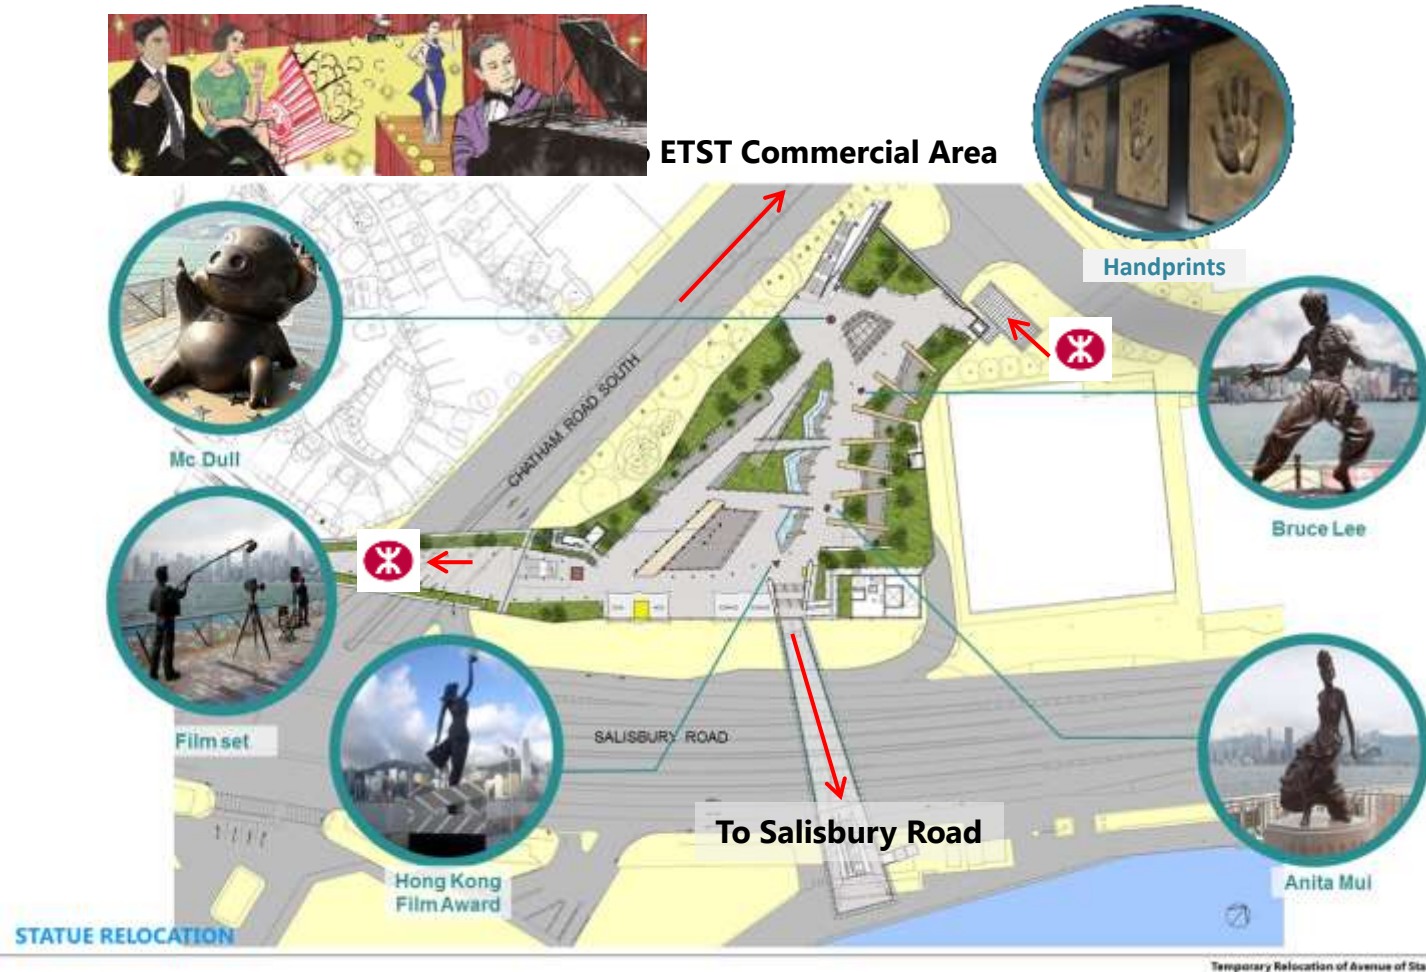 ETST Commercial Area
Handprints
Mc Dull
CHATHAM ROAD SOUTH
Bruce Lee
Film set
SALISBURY ROAD
To Salisbury Road
Hong Kong
Film Award
Anita Mui
STATUE RELOCATION
Temporary Relocation of Avenue of